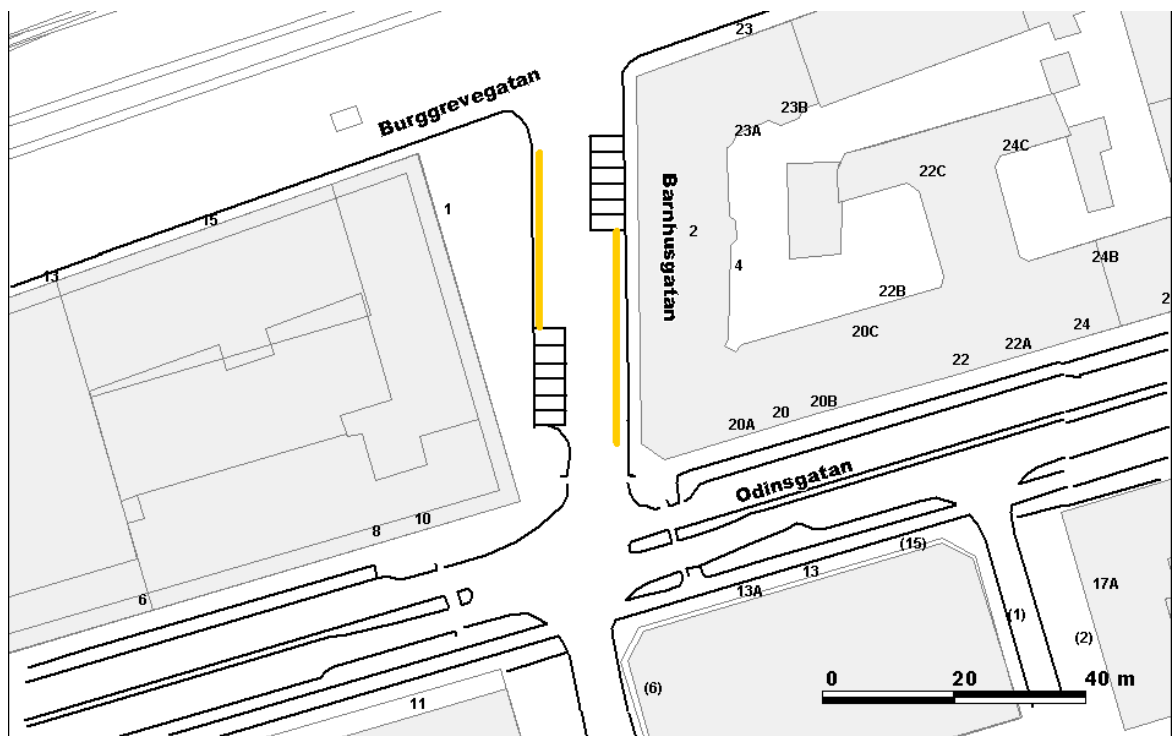 23
Burggrevegatan
23B
23A
24C
22C
Barnhusgatan
1
15
2
24B
4
13
22B
2
24
20C
22A
22
20B
20
20A
Odinsgatan
10
8
(15)
13
13A
17A
6
(1)
(2)
(6)
0 20 40 m
11